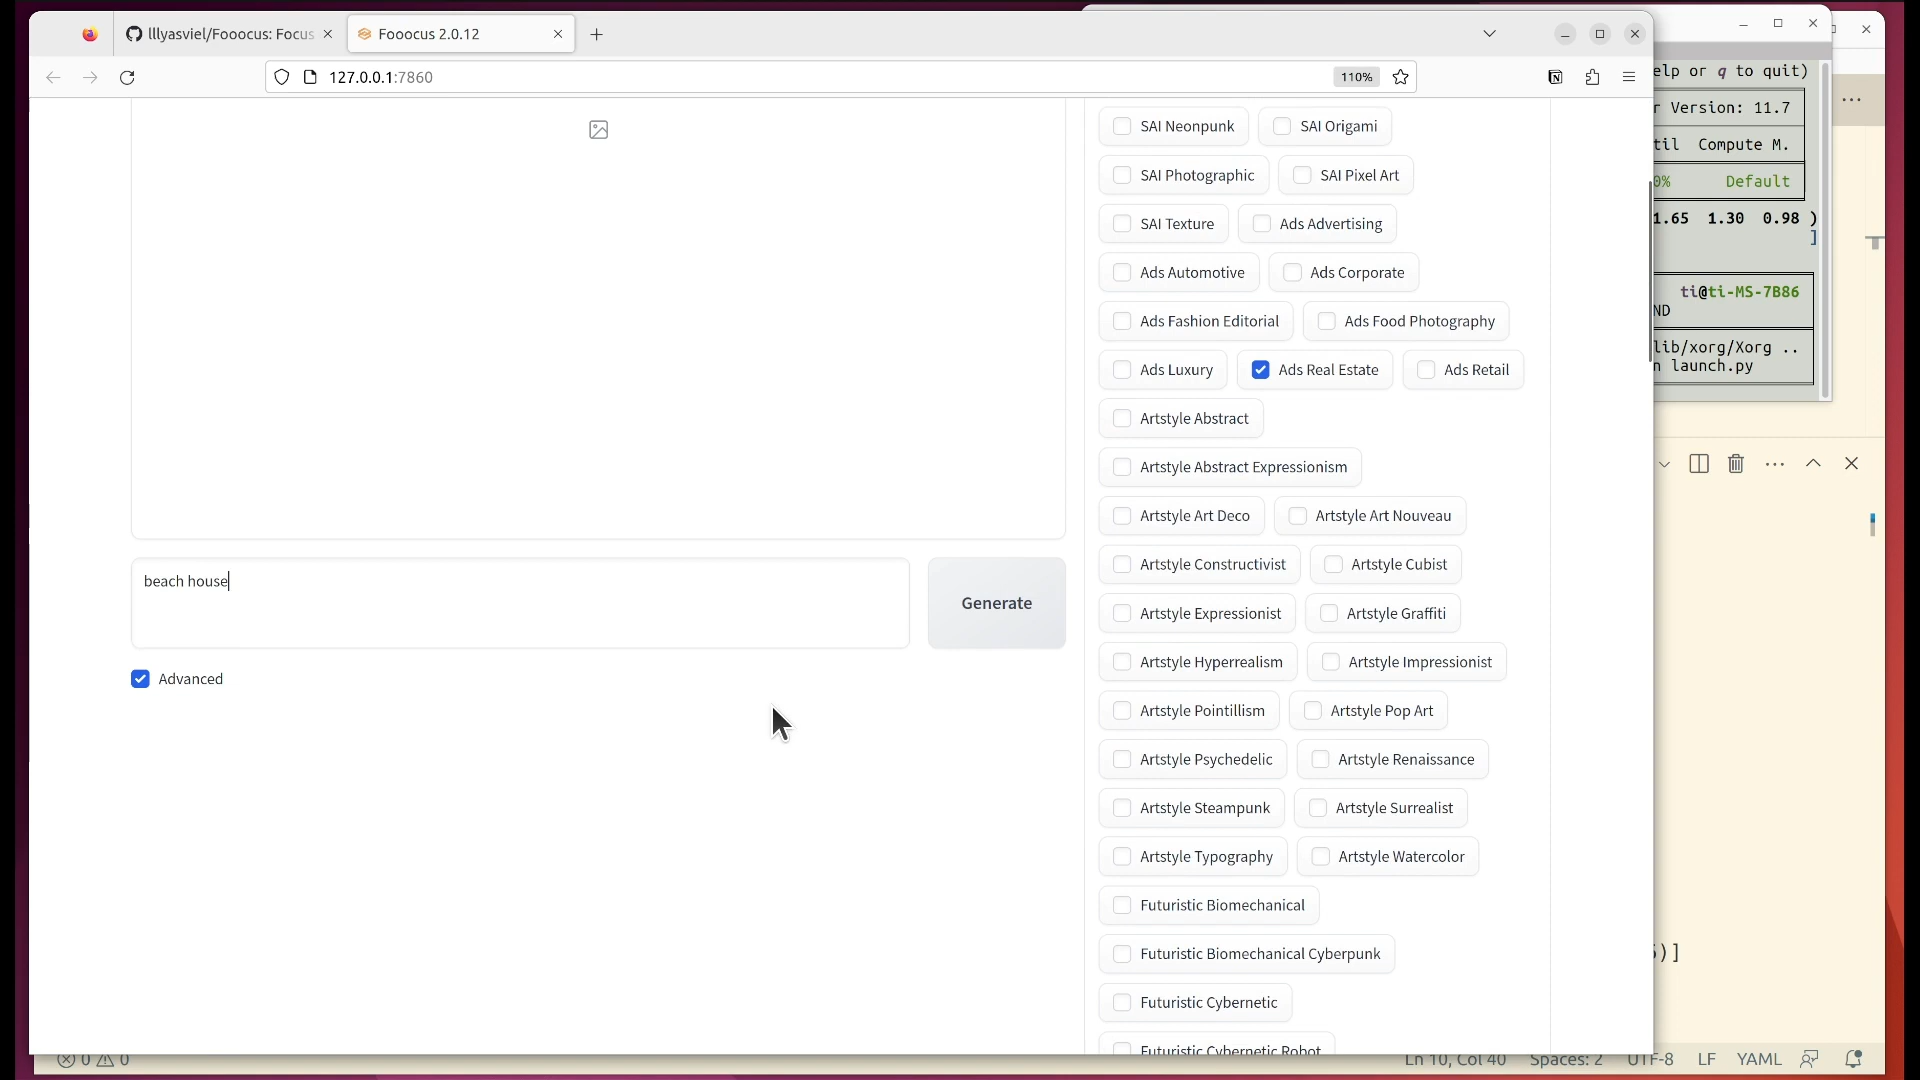 lllyasviel/Fooocus: Focus
Fooocus 2.0.12
127.0.0.1:7860
110%
elp or q to quit)
r Version: 11.7
til Compute M.
0% Default
1.65 1.30 0.98 )
]
ti@ti-MS-7B86
ND
lib/xorg/Xorg ..
n launch.py
SAI Neonpunk
SAI Origami
SAI Photographic
SAI Pixel Art
SAI Texture
Ads Advertising
Ads Automotive
Ads Corporate
Ads Fashion Editorial
Ads Food Photography
Ads Luxury
Ads Real Estate
Ads Retail
Artstyle Abstract
Artstyle Abstract Expressionism
Artstyle Art Deco
Artstyle Art Nouveau
Artstyle Constructivist
Artstyle Cubist
Artstyle Expressionist
Artstyle Graffiti
Artstyle Hyperrealism
Artstyle Impressionist
Artstyle Pointillism
Artstyle Pop Art
Artstyle Psychedelic
Artstyle Renaissance
Artstyle Steampunk
Artstyle Surrealist
Artstyle Typography
Artstyle Watercolor
Futuristic Biomechanical
Futuristic Biomechanical Cyberpunk
Futuristic Cybernetic
Futuristic Cybernetic Robot
beach house
Generate
Advanced
)]
0 0
Ln 10, Col 40
Spaces: 2
UTF-8
LF
YAML